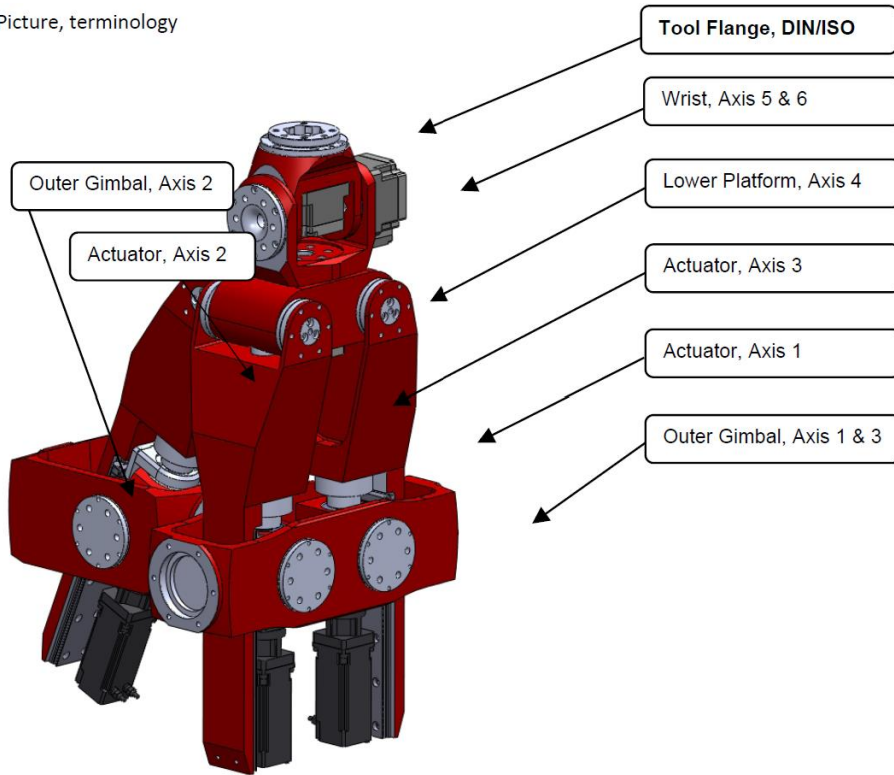 Picture, terminology
Tool Flange, DIN/ISO
Wrist, Axis 5 & 6
Outer Gimbal, Axis 2
Lower Platform, Axis 4
Actuator, Axis 2
Actuator, Axis 3
Actuator, Axis 1
Outer Gimbal, Axis 1 & 3